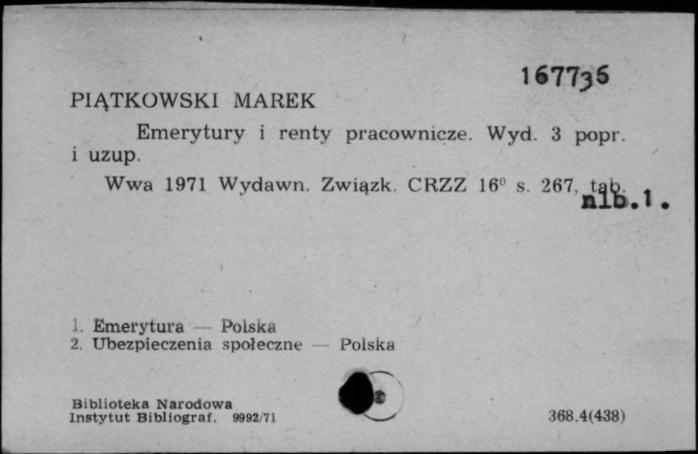 167736
PIĄTKOWSKI MAREK
Emerytury i renty pracownicze. Wyd. 3 popr.
i uzup.
Wwa 1971 Wydawn. Związk. CRZZ 16⁰ s. 267, tab.
nlb.1.
1. Emerytura — Polska
2. Ubezpieczenia społeczne — Polska
Biblioteka Narodowa
Instytut Bibliograf. 9992/71
368.4(438)